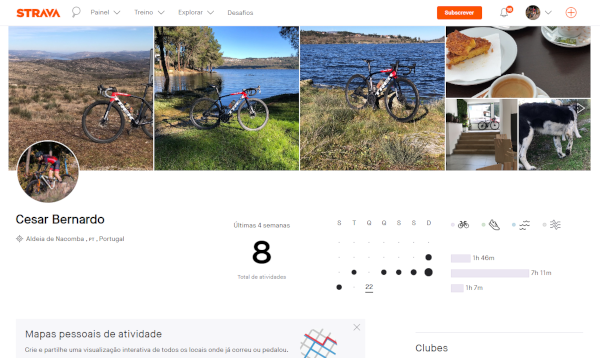 STRAVA
Painel Treino Explorar Desafios
Subscrever
Cesar Bernardo
Aldeia de Nacomba , PT , Portugal
Últimas 4 semanas
8
Total de atividades
S T Q Q S S D
22
1h 46m
7h 11m
1h 7m
Mapas pessoais de atividade
Crie e partilhe uma visualização interativa de todos os locais onde já correu ou pedalou.
Clubes